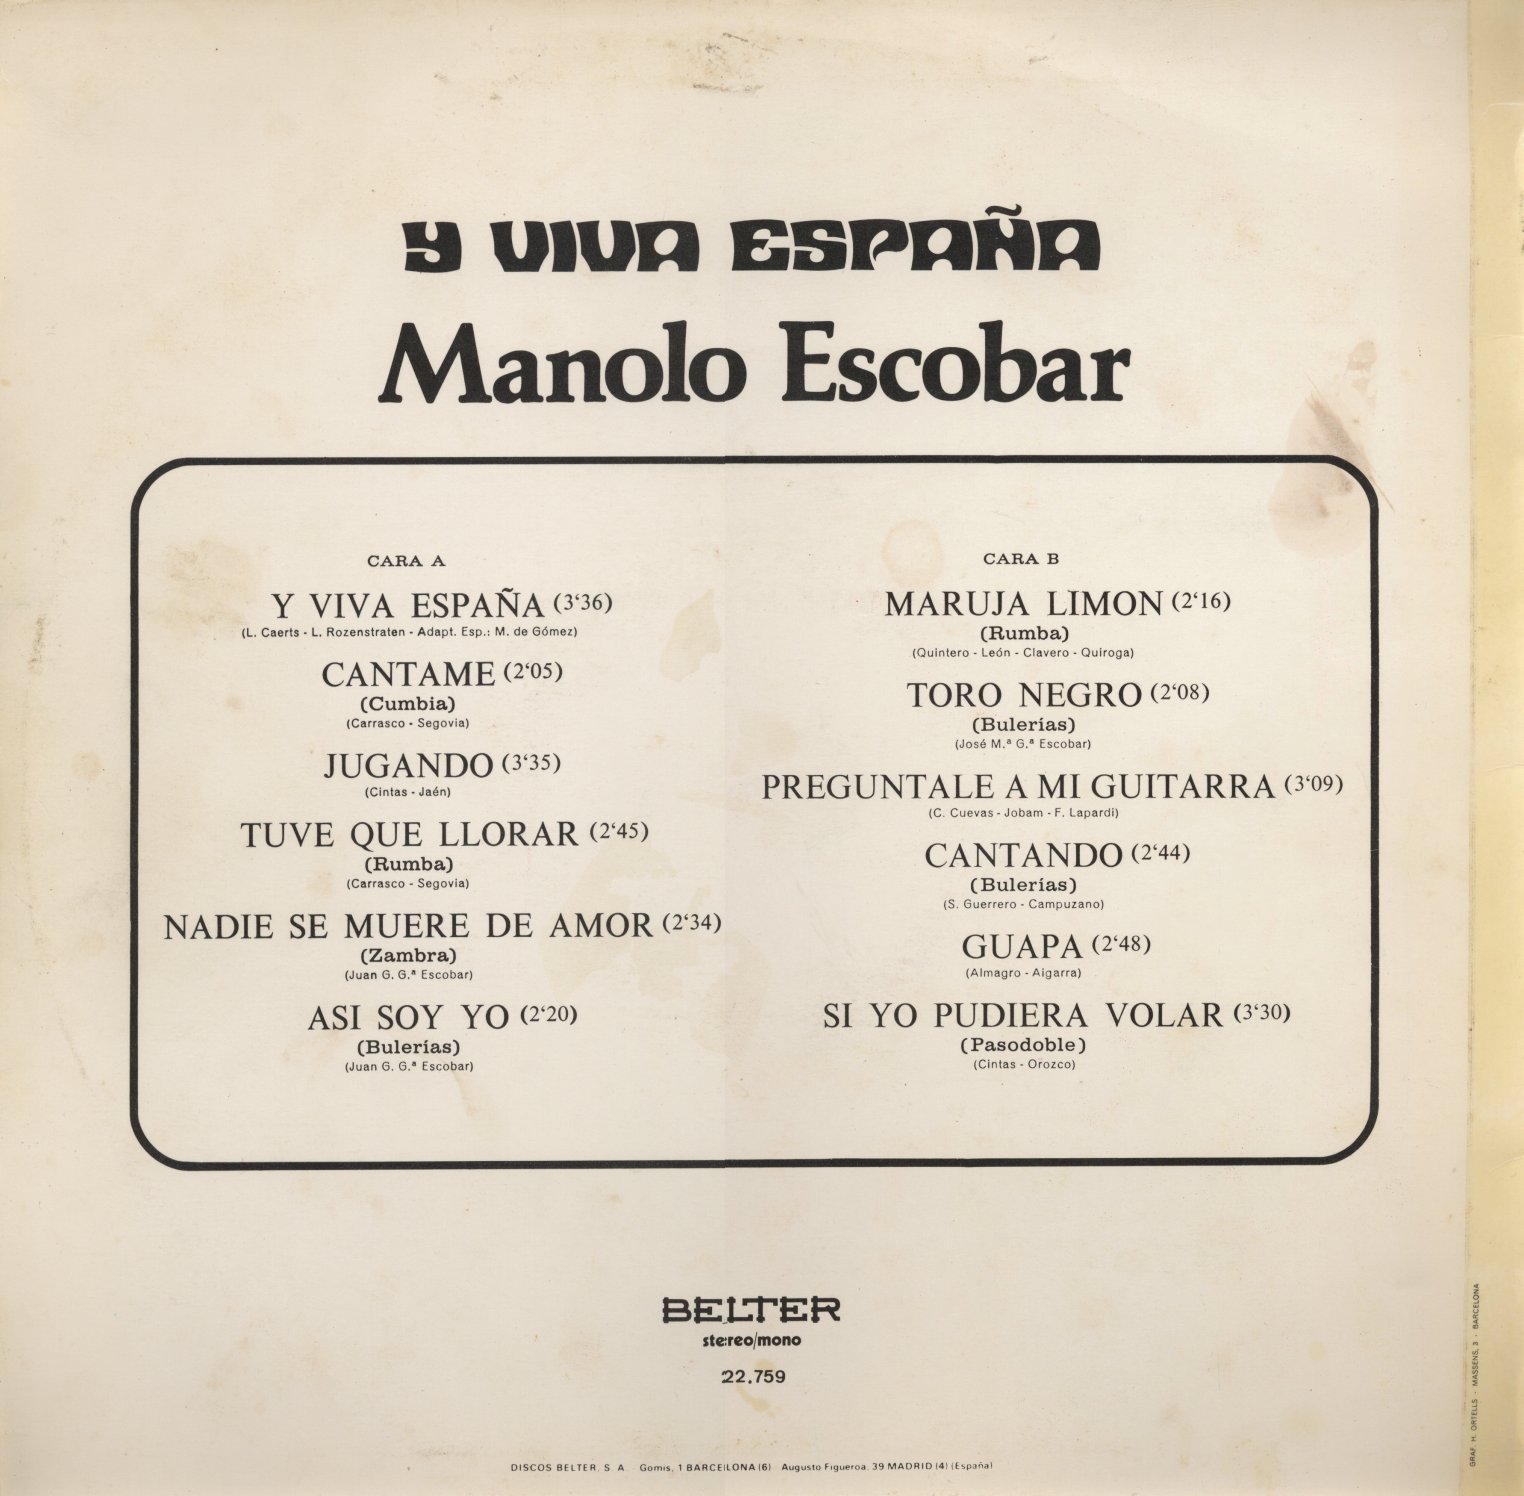 Y VIVA ESPAÑA
Manolo Escobar
CARA A
Y VIVA ESPAÑA (3‘36)
(L. Caerts - L. Rozenstraten - Adapt. Esp.: M. de Gómez)
CANTAME (2‘05)
(Cumbia)
(Carrasco - Segovia)
JUGANDO (3‘35)
(Cintas - Jaén)
TUVE QUE LLORAR (2‘45)
(Rumba)
(Carrasco - Segovia)
NADIE SE MUERE DE AMOR (2‘34)
(Zambra)
(Juan G. G.ª Escobar)
ASI SOY YO (2‘20)
(Bulerías)
(Juan G. G.ª Escobar)
CARA B
MARUJA LIMON (2‘16)
(Rumba)
(Quintero - León - Clavero - Quiroga)
TORO NEGRO (2‘08)
(Bulerías)
(José M.ª G.ª Escobar)
PREGUNTALE A MI GUITARRA (3‘09)
(C. Cuevas - Jobam - F. Lapardi)
CANTANDO (2‘44)
(Bulerías)
(S. Guerrero - Campuzano)
GUAPA (2‘48)
(Almagro - Aigarra)
SI YO PUDIERA VOLAR (3‘30)
(Pasodoble)
(Cintas - Orozco)
BELTER
stereo/mono
22.759
DISCOS BELTER, S. A. Gomis, 1 BARCELONA (6) Augusto Figueroa, 39 MADRID (4) (España)
GRAF. H. ORTELLS - MASSENS, 3 - BARCELONA